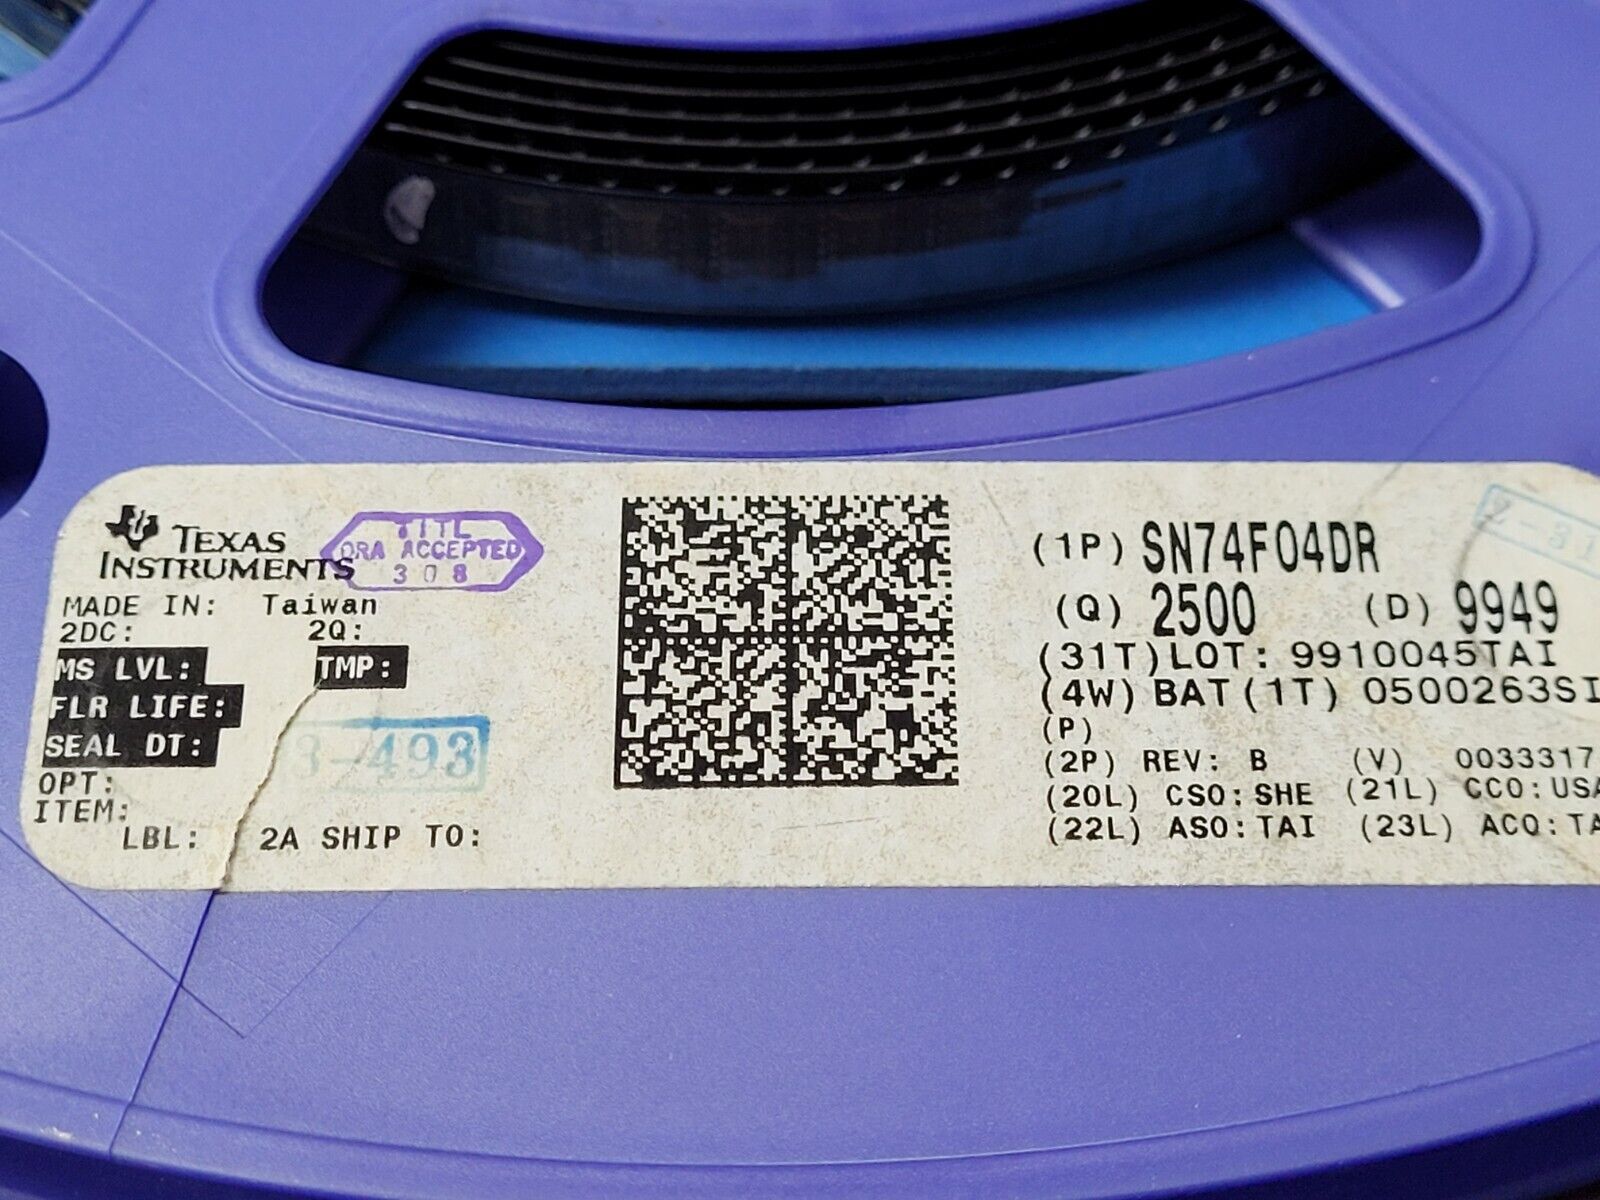 TEXAS
INSTRUMENTS
TITL
QRA ACCEPTED
308
MADE IN: Taiwan
2DC: 2Q:
MS LVL: TMP:
FLR LIFE:
SEAL DT:
3-493
OPT:
ITEM:
LBL: 2A SHIP TO:
(1P) SN74F04DR
(Q) 2500 (D) 9949
(31T)LOT: 9910045TAI
(4W) BAT(1T) 0500263SI
(P)
(2P) REV: B (V) 0033317
(20L) CSO:SHE (21L) CCO:USA
(22L) ASO:TAI (23L) ACO:TA